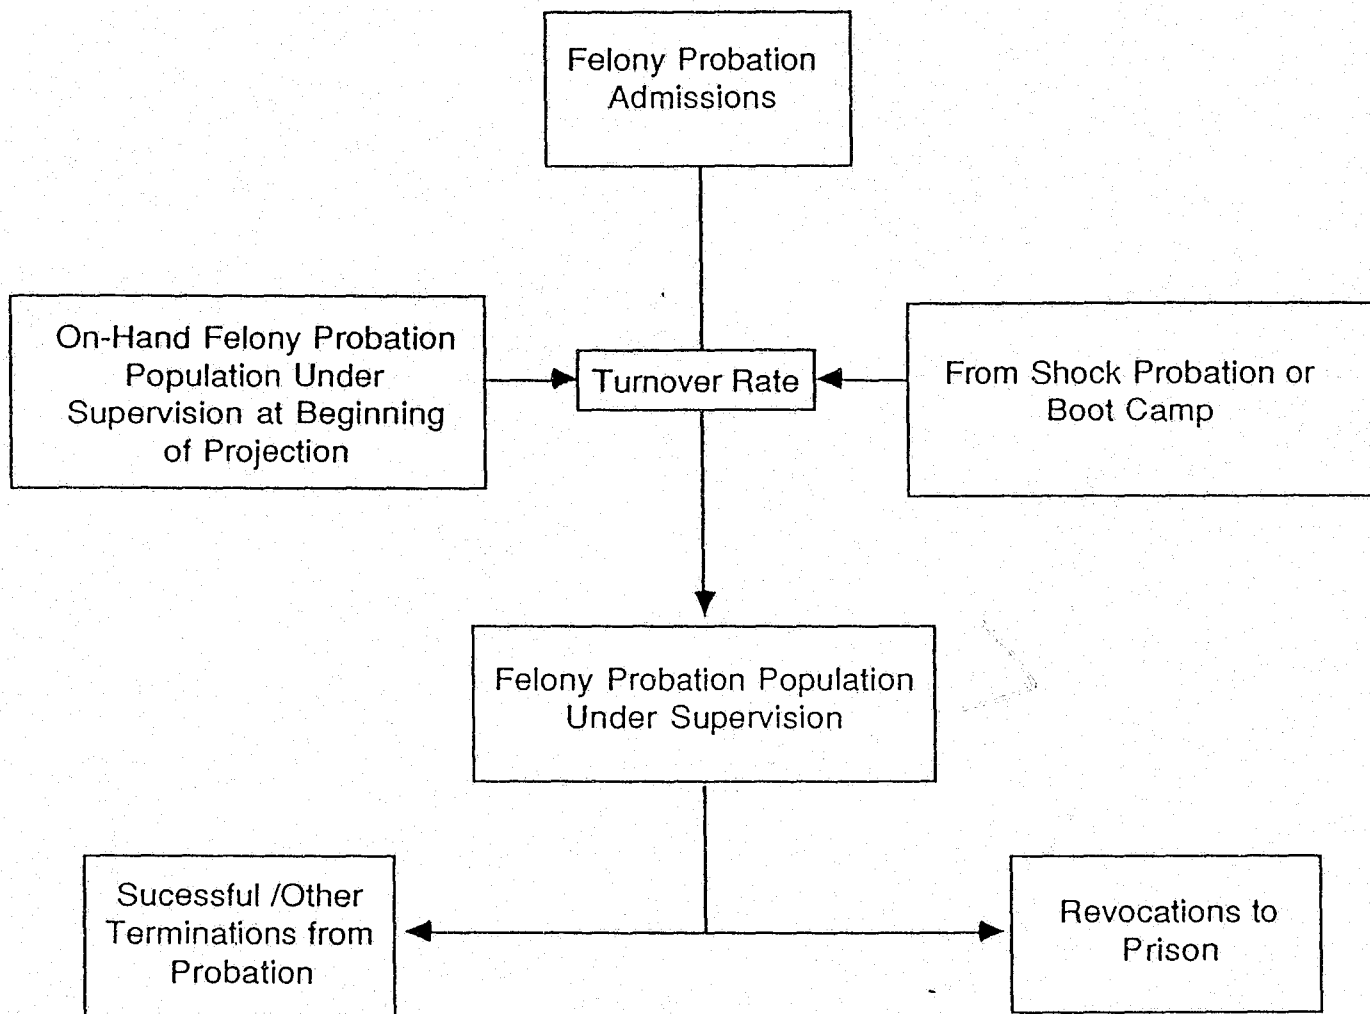 Felony Probation
Admissions
On-Hand Felony Probation
Population Under
Supervision at Beginning
of Projection
Turnover Rate
From Shock Probation or
Boot Camp
Felony Probation Population
Under Supervision
Sucessful /Other
Terminations from
Probation
Revocations to
Prison